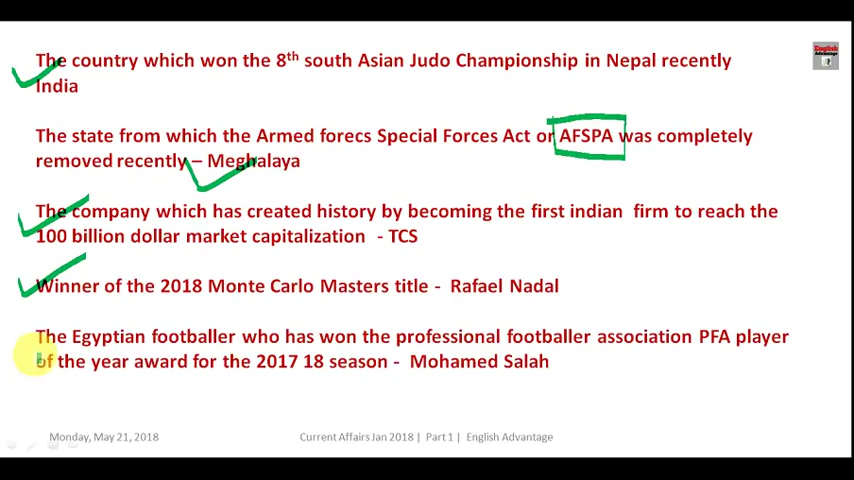 The country which won the 8th south Asian Judo Championship in Nepal recently
India
The state from which the Armed forecs Special Forces Act or AFSPA was completely
removed recently – Meghalaya
The company which has created history by becoming the first indian firm to reach the
100 billion dollar market capitalization - TCS
Winner of the 2018 Monte Carlo Masters title - Rafael Nadal
The Egyptian footballer who has won the professional footballer association PFA player
of the year award for the 2017 18 season - Mohamed Salah
English
Advantage
Monday, May 21, 2018
Current Affairs Jan 2018 | Part 1 | English Advantage